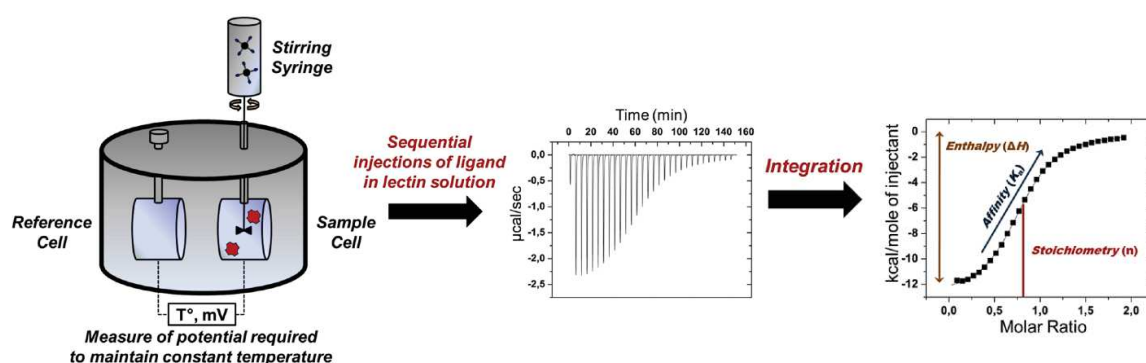 Stirring
Syringe
Reference
Cell
Sample
Cell
T°, mV
Measure of potential required
to maintain constant temperature
Sequential
injections of ligand
in lectin solution
Time (min)
0 20 40 60 80 100 120 140 160
0,0
-0,5
-1,0
-1,5
-2,0
-2,5
µcal/sec
Integration
0
-2
-4
-6
-8
-10
-12
kcal/mole of injectant
Enthalpy (ΔH)
Affinity (Ka)
Stoichiometry (n)
0,0 0,5 1,0 1,5 2,0
Molar Ratio